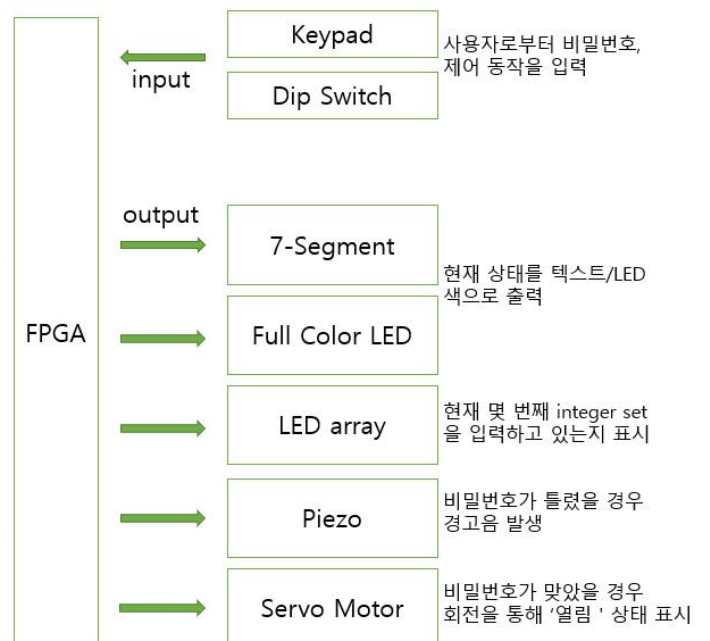 Keypad
사용자로부터 비밀번호,
제어 동작을 입력
input
Dip Switch
output
7-Segment
현재 상태를 텍스트/LED
색으로 출력
FPGA
Full Color LED
LED array
현재 몇 번째 integer set
을 입력하고 있는지 표시
Piezo
비밀번호가 틀렸을 경우
경고음 발생
Servo Motor
비밀번호가 맞았을 경우
회전을 통해 ‘열림 ' 상태 표시